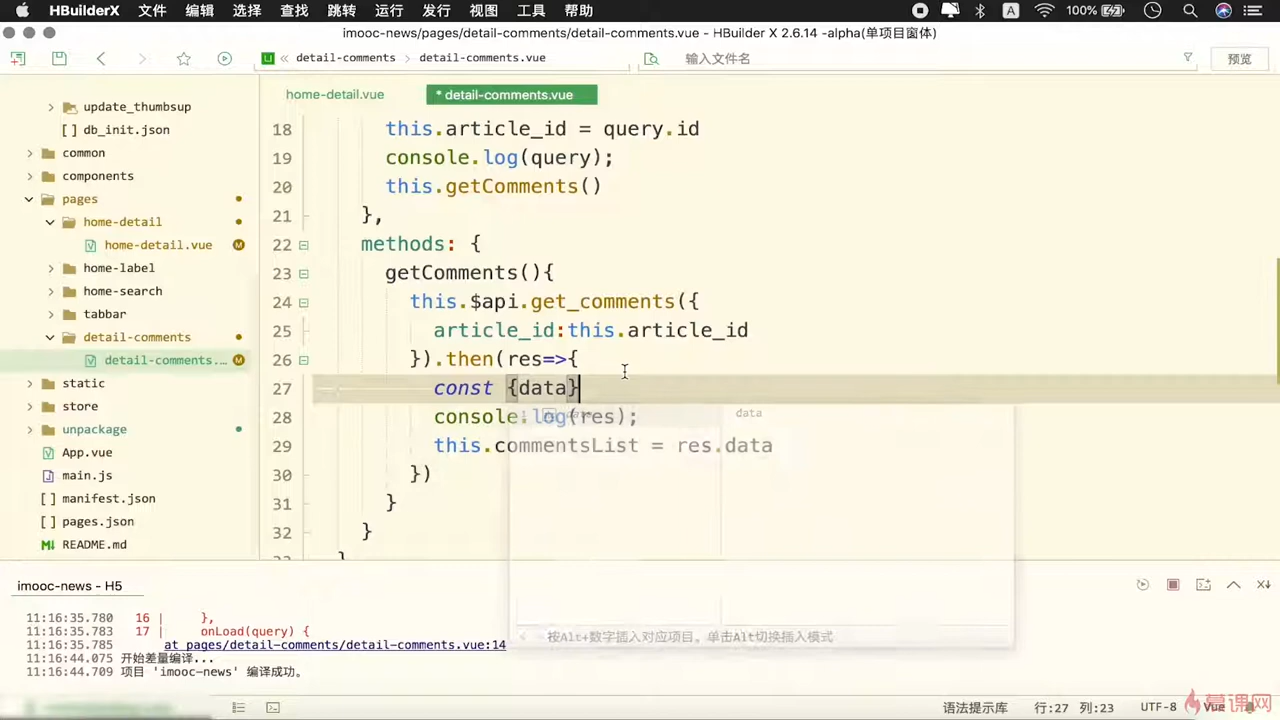 HBuilderX 文件 编辑 选择 查找 跳转 运行 发行 视图 工具 帮助 A 100%
imooc-news/pages/detail-comments/detail-comments.vue - HBuilder X 2.6.14 -alpha(单项目窗体)
detail-comments detail-comments.vue 输入文件名 预览
update_thumbsup
[ ] db_init.json
common
components
pages
home-detail
home-detail.vue M
home-label
home-search
tabbar
detail-comments
detail-comments.... M
static
store
unpackage
App.vue
main.js
[ ] manifest.json
[ ] pages.json
README.md
home-detail.vue * detail-comments.vue
18 this.article_id = query.id
19 console.log(query);
20 this.getComments()
21 },
22 methods: {
23 getComments(){
24 this.$api.get_comments({
25 article_id:this.article_id
26 }).then(res=>{
27 const {data}
28 console.log(res);
29 this.commentsList = res.data
30 })
31 }
32 }
data
按Alt+数字插入对应项目。单击Alt切换插入模式
imooc-news - H5
11:16:35.780 16 | },
11:16:35.783 17 | onLoad(query) {
11:16:35.785 at pages/detail-comments/detail-comments.vue:14
11:16:44.075 开始差量编译...
11:16:44.709 项目 'imooc-news' 编译成功。
语法提示库 行:27 列:23 UTF-8 Vue
慕课网